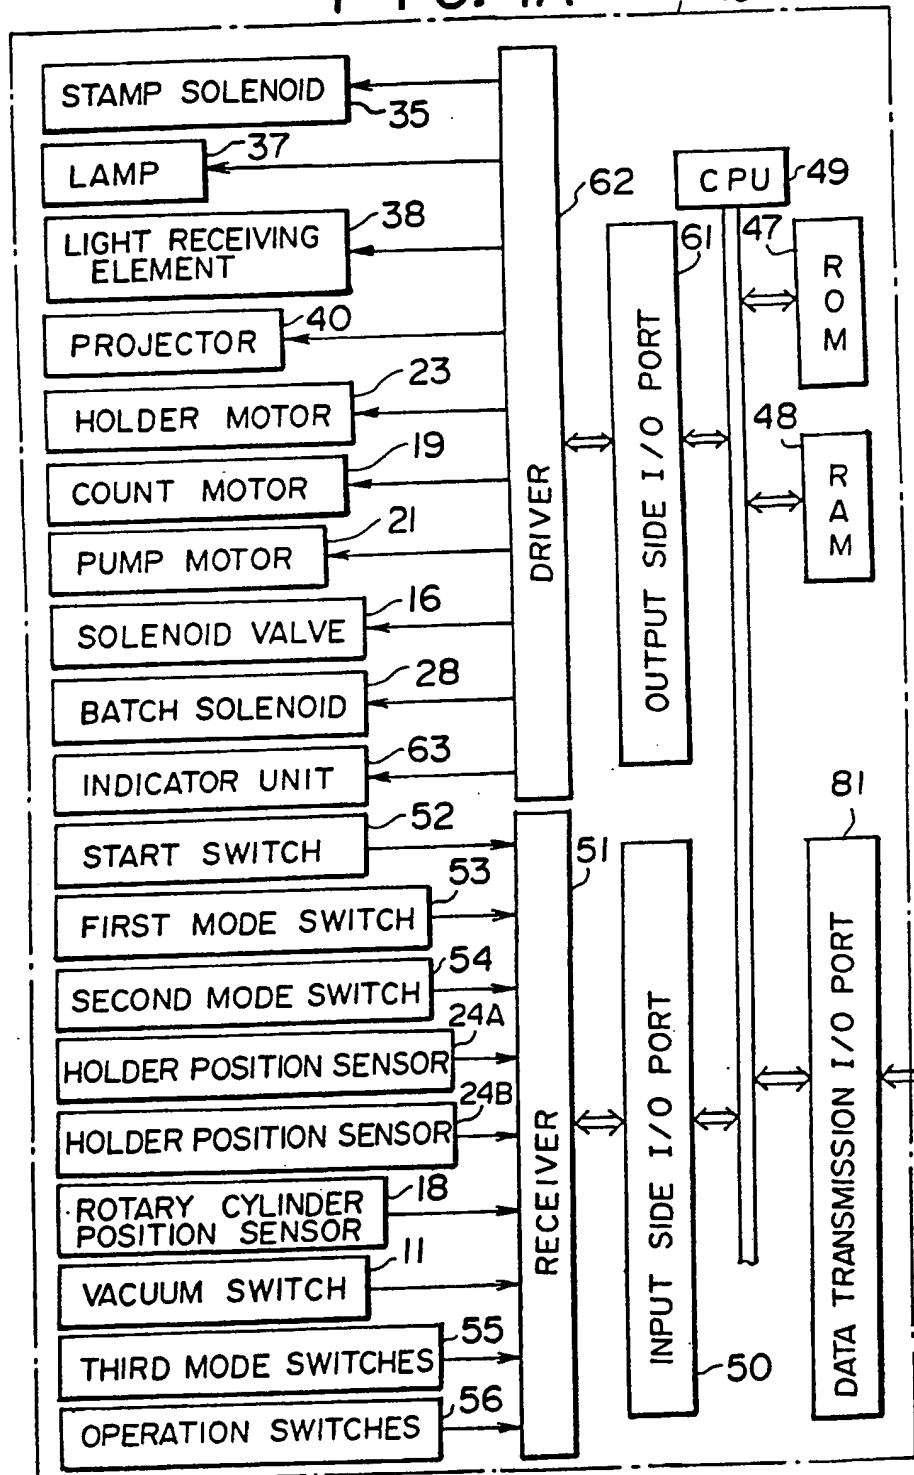 STAMP SOLENOID
35
LAMP
37
LIGHT RECEIVING
ELEMENT
38
PROJECTOR
40
HOLDER MOTOR
23
COUNT MOTOR
19
PUMP MOTOR
21
SOLENOID VALVE
16
BATCH SOLENOID
28
INDICATOR UNIT
63
START SWITCH
52
FIRST MODE SWITCH
53
SECOND MODE SWITCH
54
HOLDER POSITION SENSOR
24A
HOLDER POSITION SENSOR
24B
ROTARY CYLINDER
POSITION SENSOR
18
VACUUM SWITCH
11
THIRD MODE SWITCHES
55
OPERATION SWITCHES
56
DRIVER
62
RECEIVER
51
OUTPUT SIDE I/O PORT
61
INPUT SIDE I/O PORT
50
CPU
49
ROM
47
RAM
48
DATA TRANSMISSION I/O PORT
81